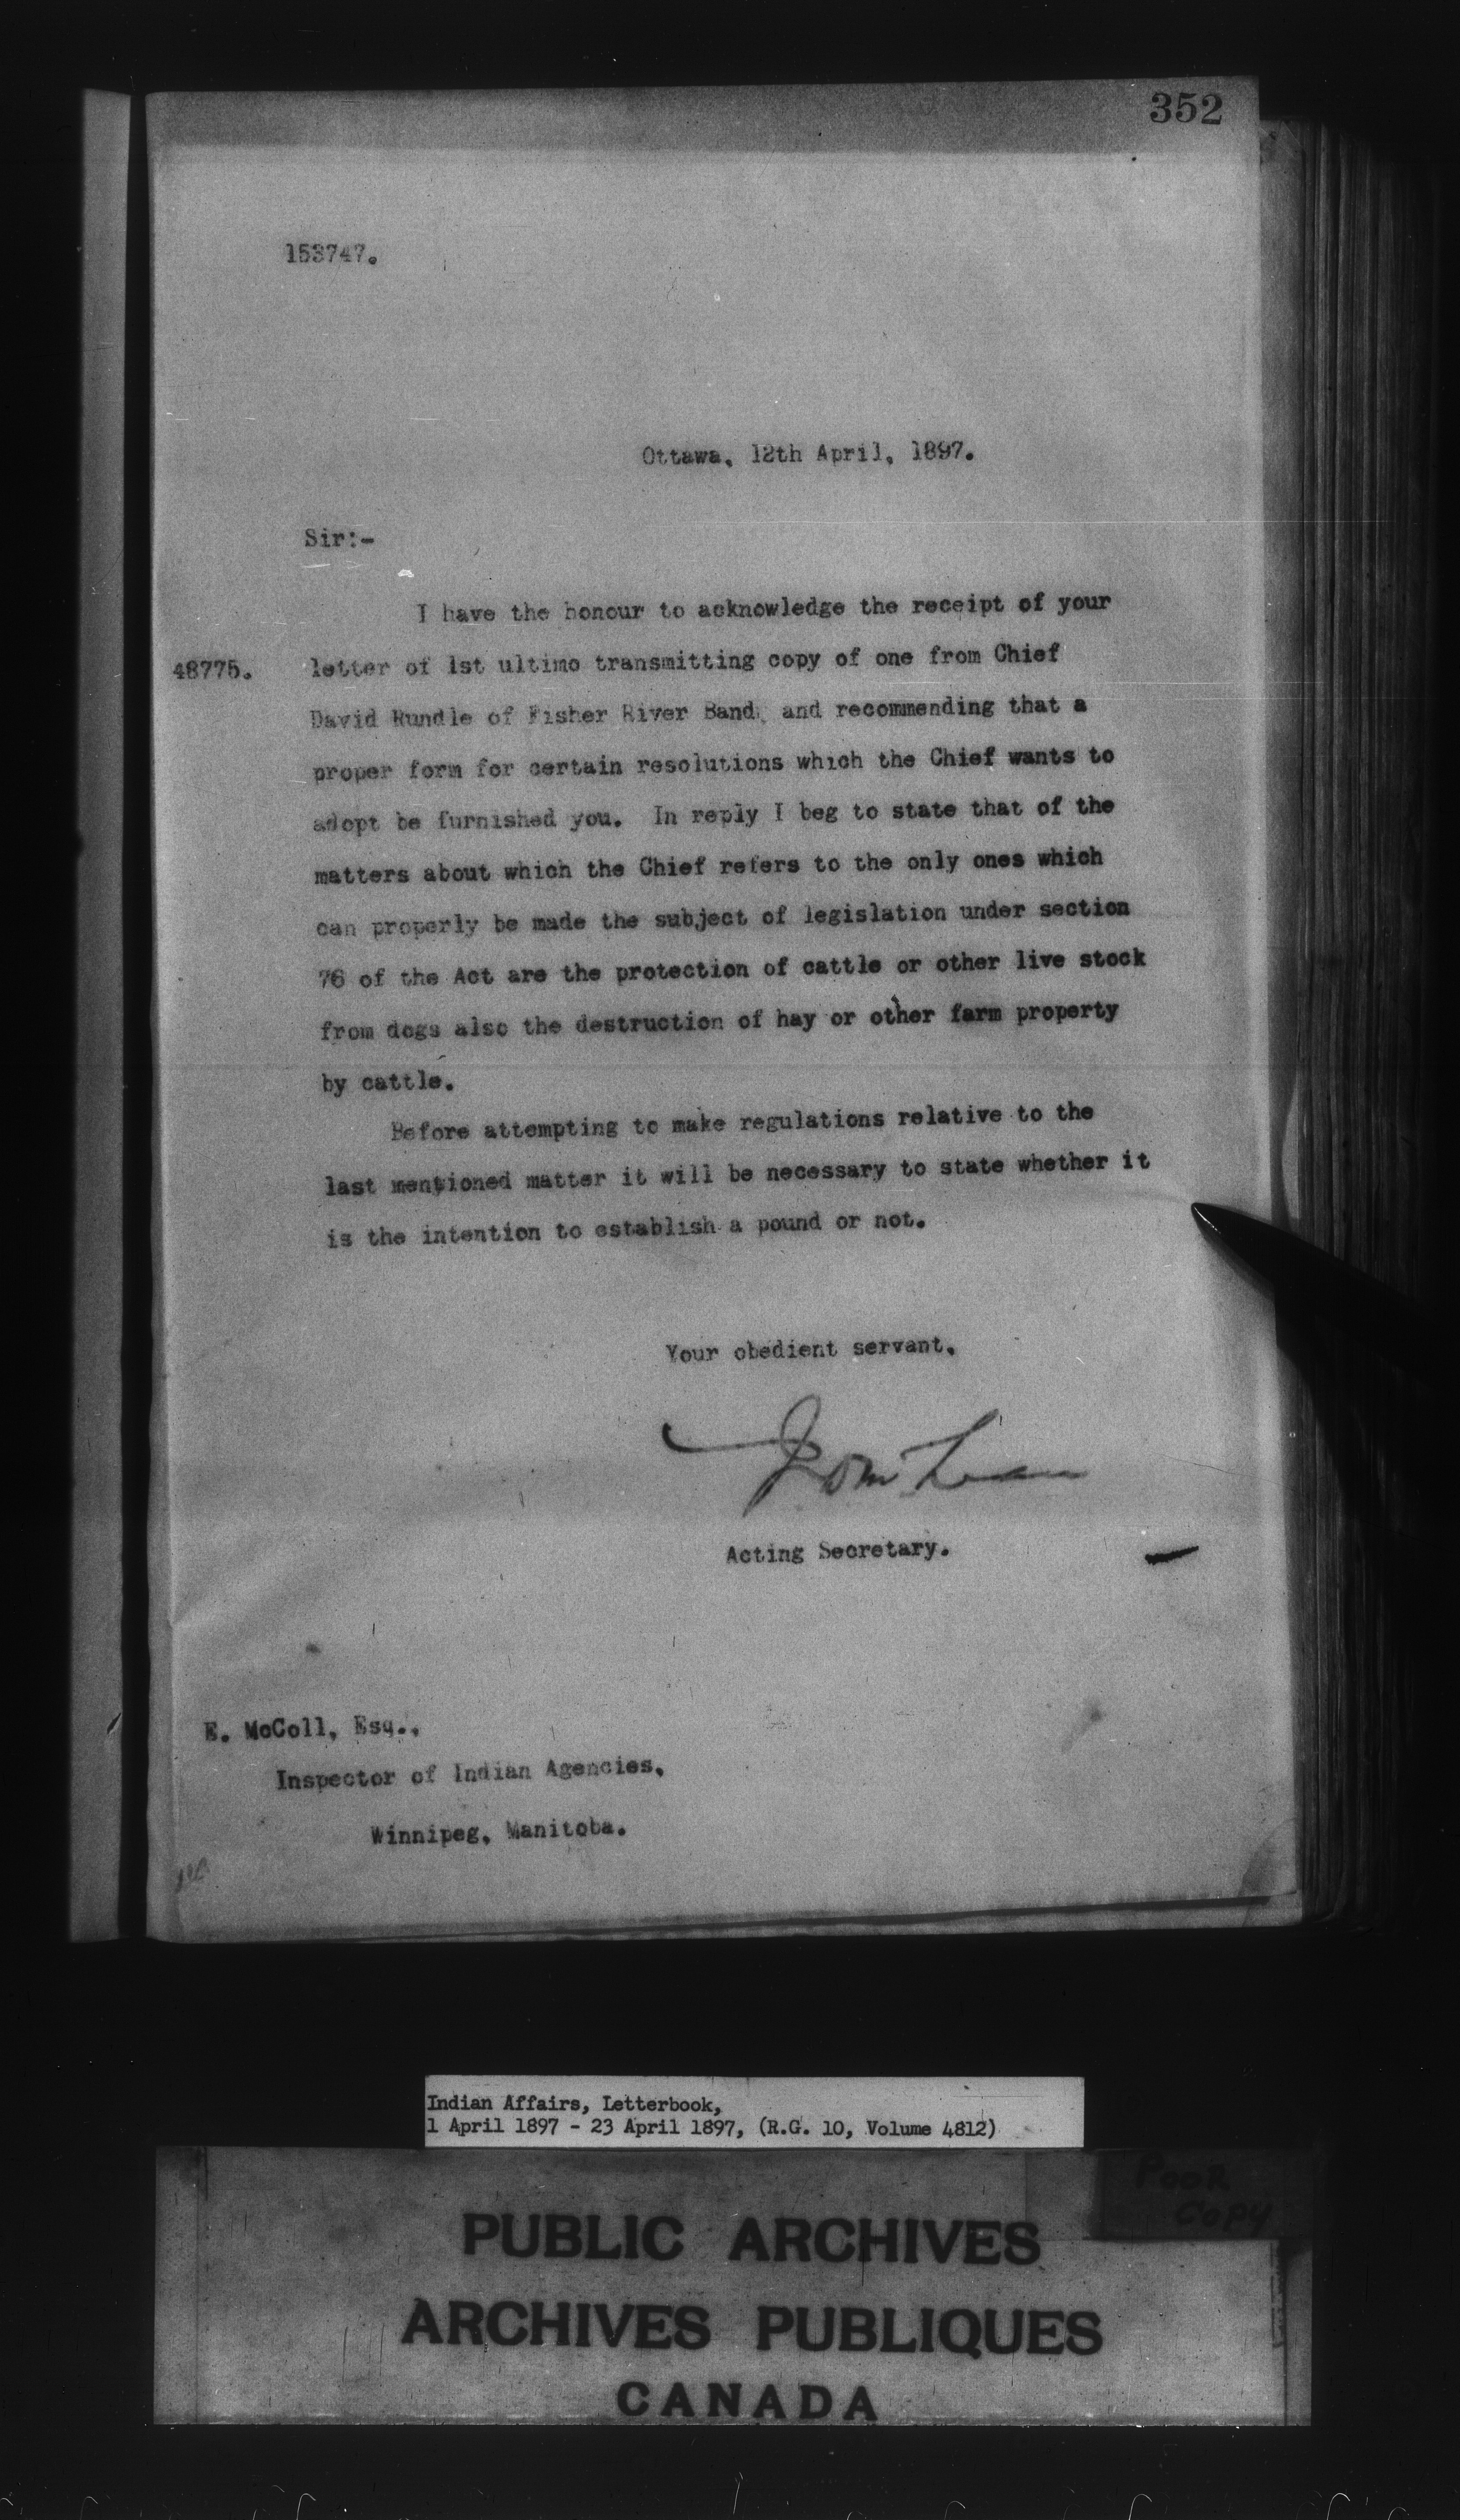 352
153747.
Ottawa, 12th April, 1897.
Sir:-
I have the honour to acknowledge the receipt of your
48775. letter of 1st ultimo transmitting copy of one from Chief
David Rundle of Fisher River Band, and recommending that a
proper form for certain resolutions which the Chief wants to
adopt be furnished you. In reply I beg to state that of the
matters about which the Chief refers to the only ones which
can properly be made the subject of legislation under section
76 of the Act are the protection of cattle or other live stock
from dogs also the destruction of hay or other farm property
by cattle.
Before attempting to make regulations relative to the
last mentioned matter it will be necessary to state whether it
is the intention to establish a pound or not.
Your obedient servant,
Acting Secretary.
E. McColl, Esq.,
Inspector of Indian Agencies,
Winnipeg, Manitoba.
Indian Affairs, Letterbook,
1 April 1897 - 23 April 1897, (R.G. 10, Volume 4812)
POOR
COPY
PUBLIC ARCHIVES
ARCHIVES PUBLIQUES
CANADA